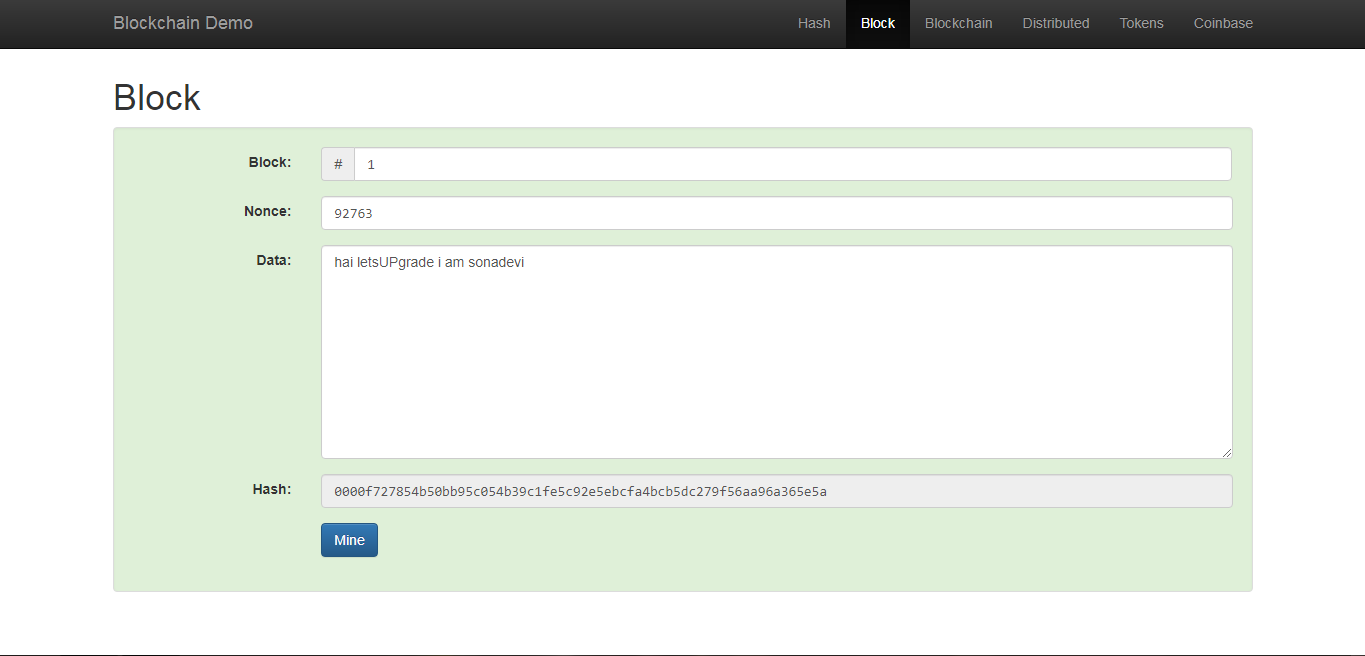 Blockchain Demo Hash Block Blockchain Distributed Tokens Coinbase
Block
Block: # 1
Nonce: 92763
Data: hai letsUPgrade i am sonadevi
Hash: 0000f727854b50bb95c054b39c1fe5c92e5ebcfa4bcb5dc279f56aa96a365e5a
Mine